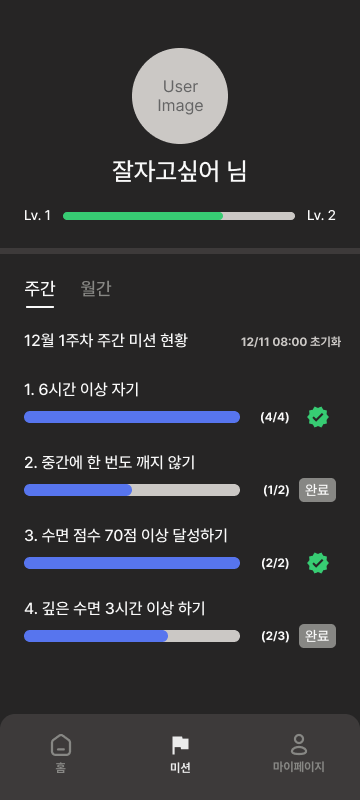 User
Image
잘자고싶어 님
Lv. 1 Lv. 2
주간 월간
12월 1주차 주간 미션 현황 12/11 08:00 초기화
1. 6시간 이상 자기
(4/4)
2. 중간에 한 번도 깨지 않기
(1/2) 완료
3. 수면 점수 70점 이상 달성하기
(2/2)
4. 깊은 수면 3시간 이상 하기
(2/3) 완료
홈 미션 마이페이지